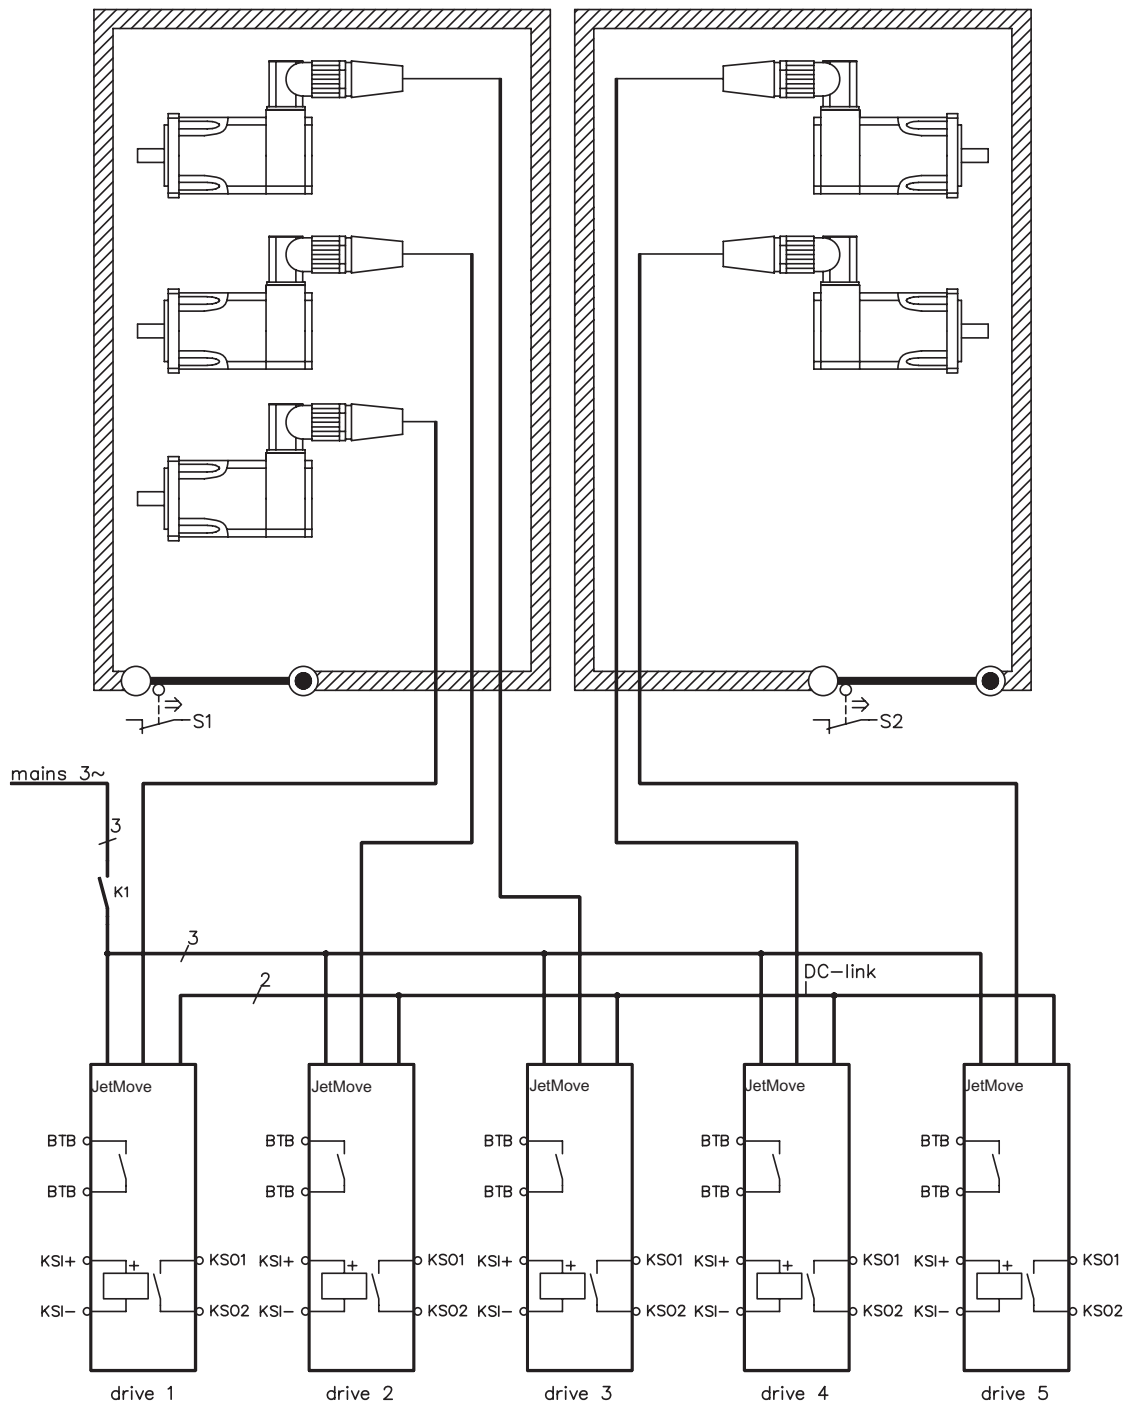 S1
S2
mains 3~
3
K1
3
2
DC-link
JetMove
JetMove
JetMove
JetMove
JetMove
BTB
BTB
BTB
BTB
BTB
BTB
BTB
BTB
BTB
BTB
KSI+
+
KSO1
KSI+
+
KSO1
KSI+
+
KSO1
KSI+
+
KSO1
KSI+
+
KSO1
KSI-
KSO2
KSI-
KSO2
KSI-
KSO2
KSI-
KSO2
KSI-
KSO2
drive 1
drive 2
drive 3
drive 4
drive 5